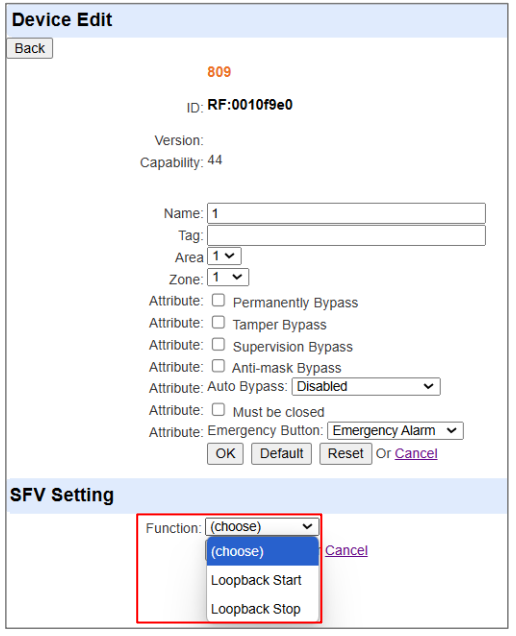 Device Edit
Back
809
ID: RF:0010f9e0
Version:
Capability: 44
Name: 1
Tag:
Area 1
Zone: 1
Attribute: Permanently Bypass
Attribute: Tamper Bypass
Attribute: Supervision Bypass
Attribute: Anti-mask Bypass
Attribute: Auto Bypass: Disabled
Attribute: Must be closed
Attribute: Emergency Button: Emergency Alarm
OK Default Reset Or Cancel
SFV Setting
Function: (choose)
(choose) Cancel
Loopback Start
Loopback Stop